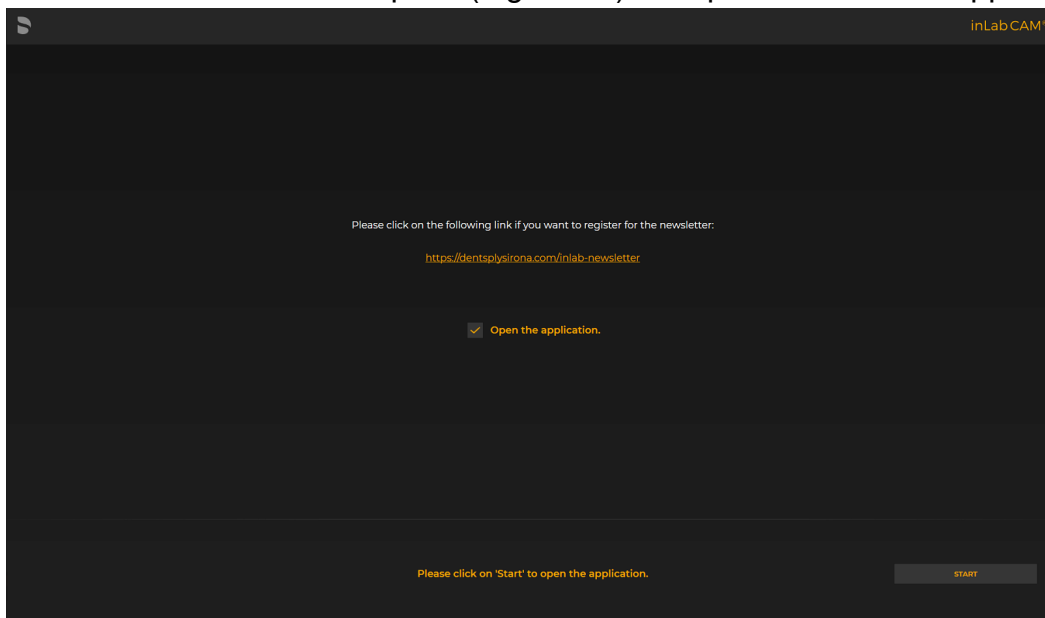 inLab CAM
Please click on the following link if you want to register for the newsletter:
https://dentsplysirona.com/inlab-newsletter
Open the application.
Please click on 'Start' to open the application.
START